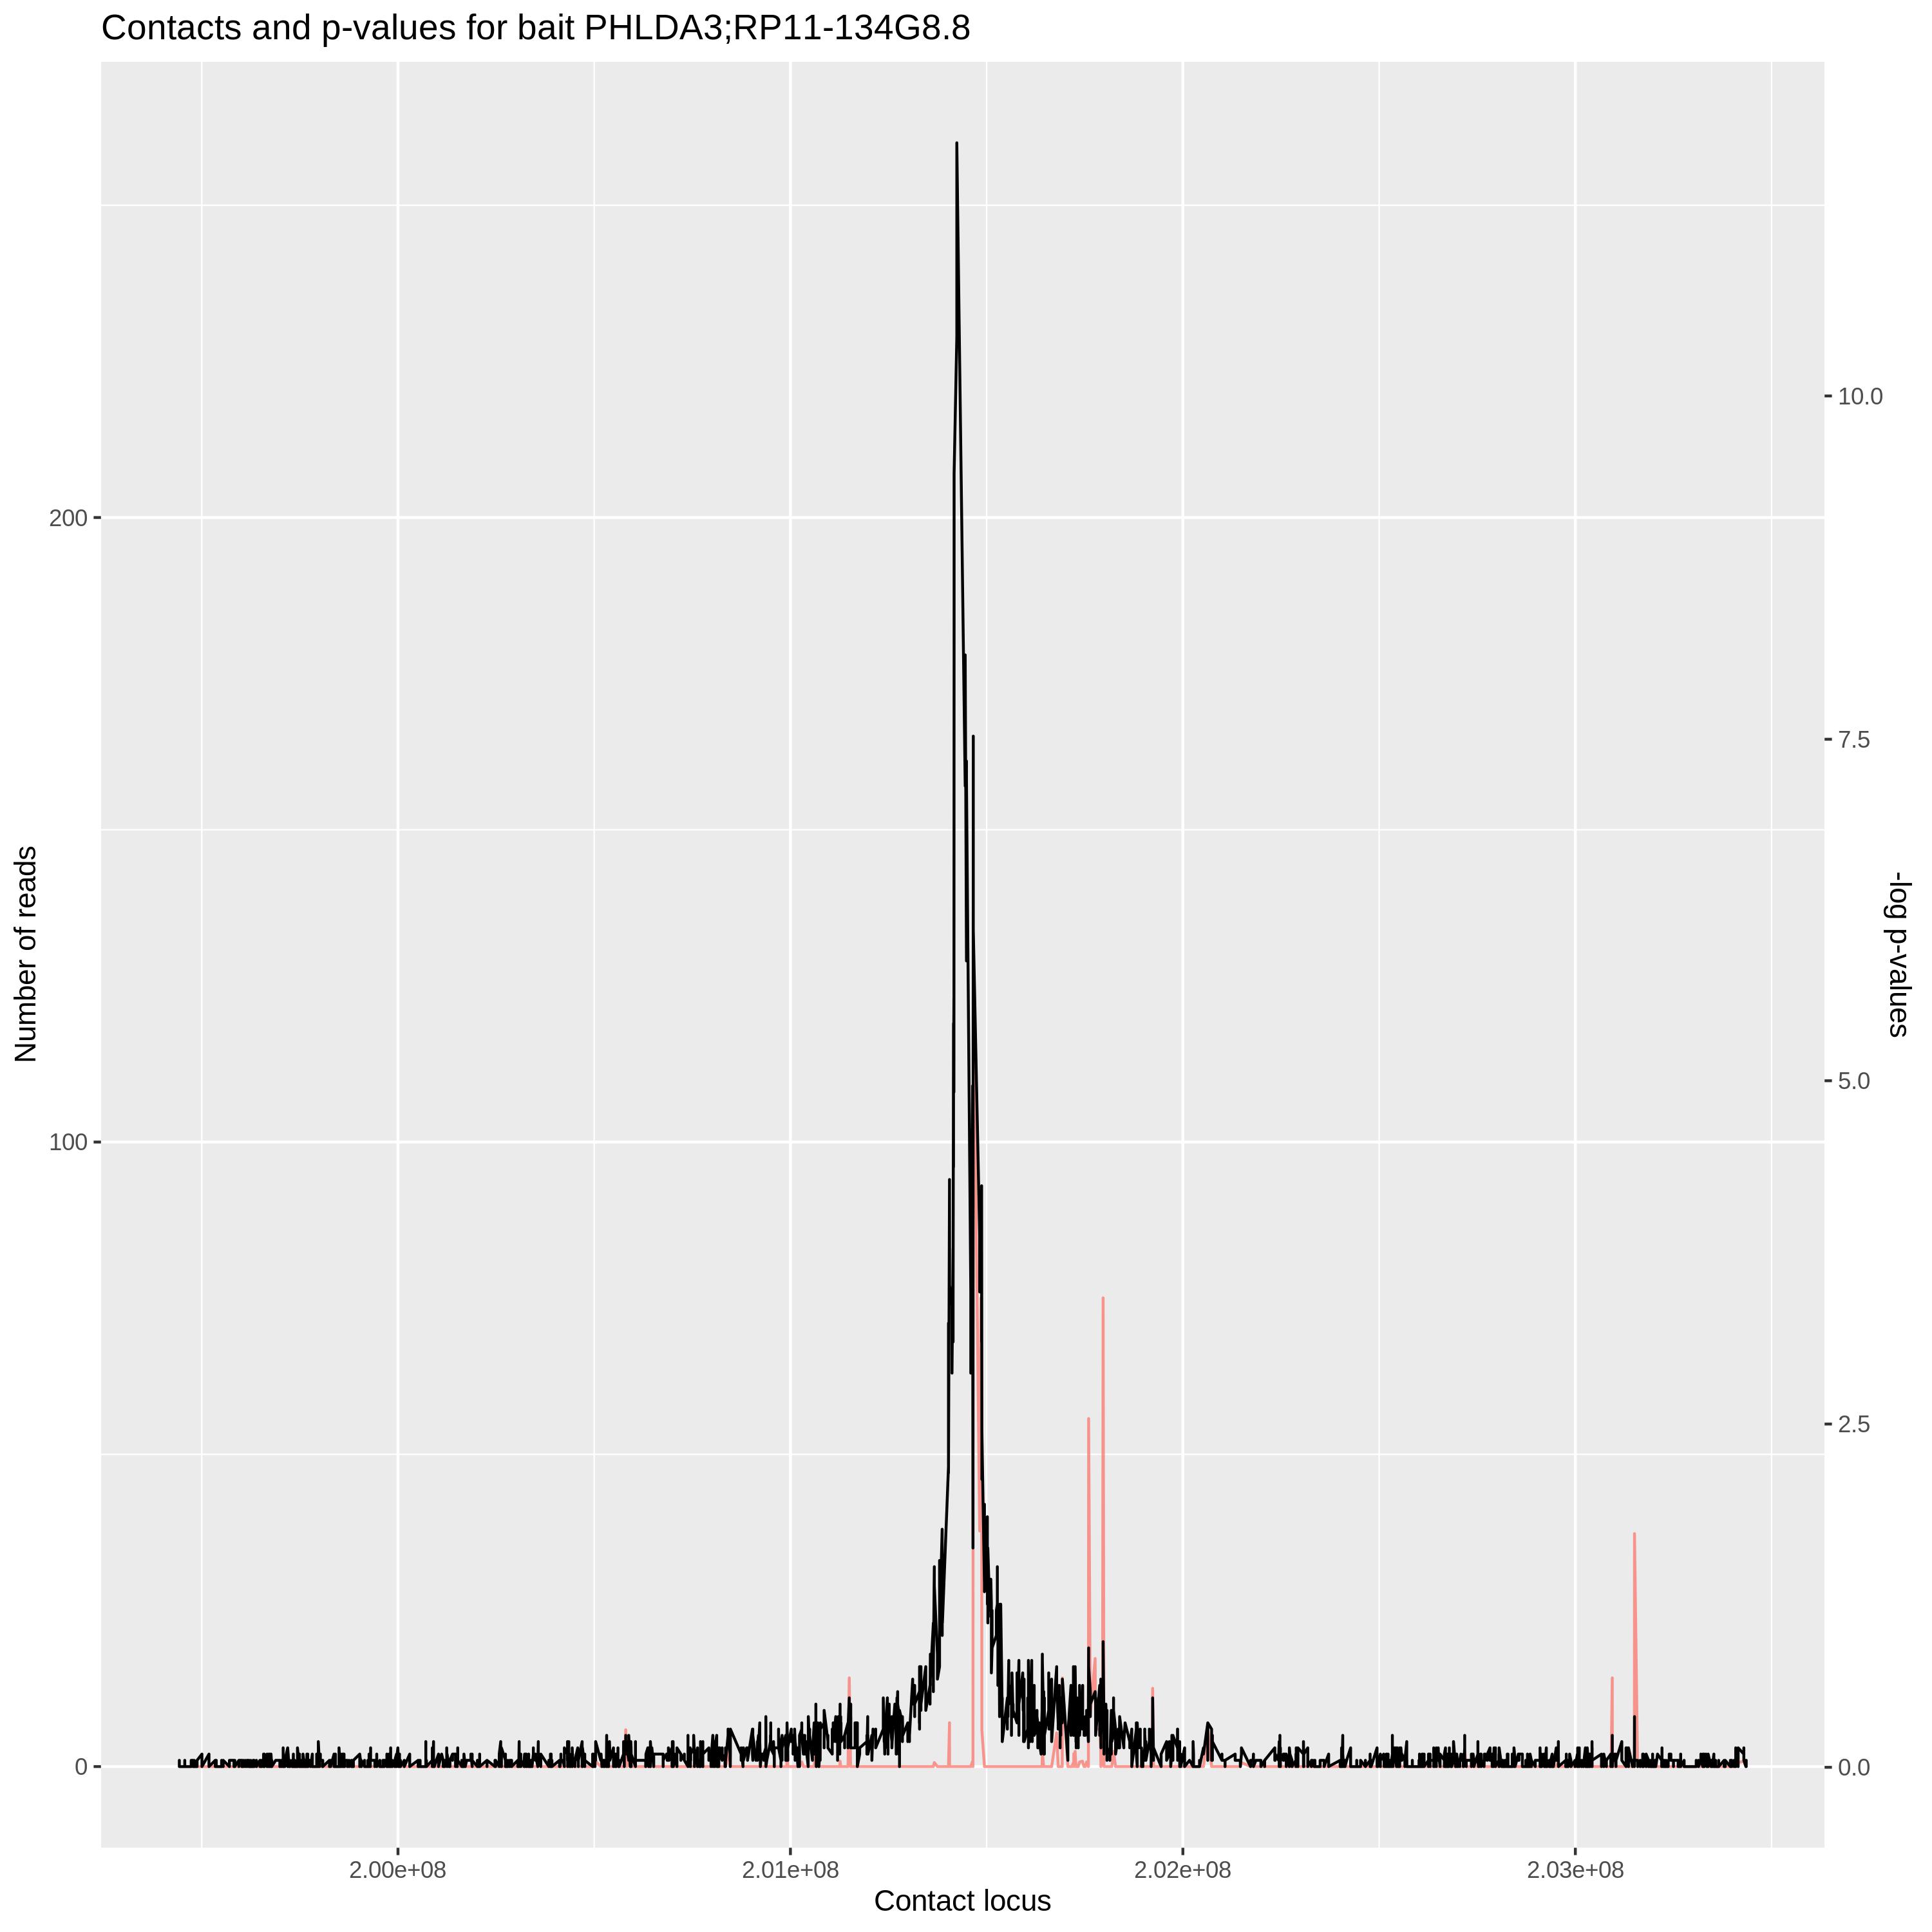 Contacts and p-values for bait PHLDA3;RP11-134G8.8
Number of reads
200
100
0
10.0
7.5
5.0
2.5
0.0
-log p-values
2.00e+08
2.01e+08
2.02e+08
2.03e+08
Contact locus